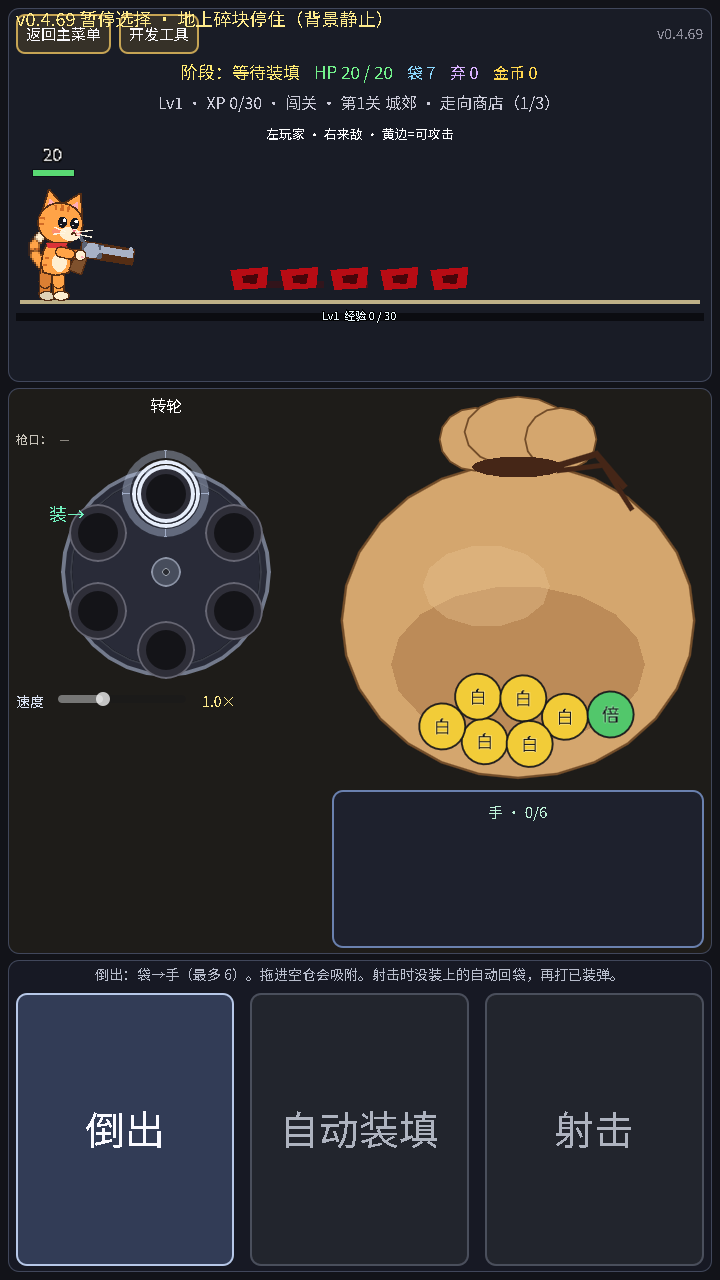 v0.4.69 暂停选择 · 地上碎块停住（背景静止）
返回主菜单 开发工具 v0.4.69
阶段：等待装填 HP 20 / 20 袋 7 弃 0 金币 0
Lv1 · XP 0/30 · 闯关 · 第1关 城郊 · 走向商店（1/3）
左玩家 · 右来敌 · 黄边=可攻击
20
Lv1 经验 0 / 30
转轮
枪口： —
装→
速度 1.0×
白 白 白 白 白 白 倍
手 · 0/6
倒出：袋→手（最多 6）。拖进空仓会吸附。射击时没装上的自动回袋，再打已装弹。
倒出 自动装填 射击